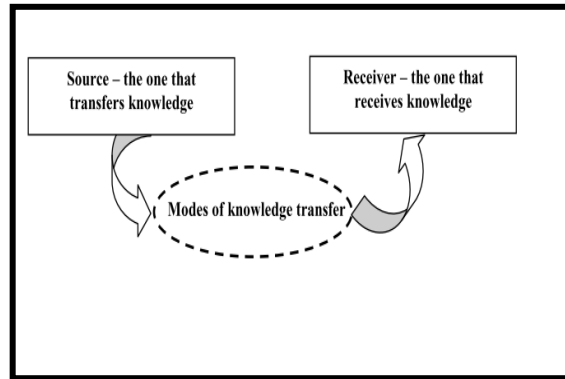 Source – the one that
transfers knowledge
Receiver – the one that
receives knowledge
Modes of knowledge transfer